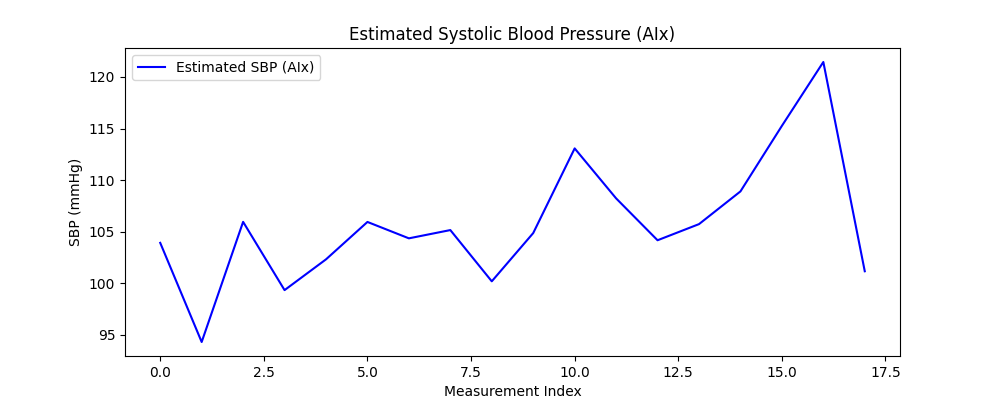 Estimated Systolic Blood Pressure (AIx)
Estimated SBP (AIx)
SBP (mmHg)
120
115
110
105
100
95
0.0 2.5 5.0 7.5 10.0 12.5 15.0 17.5
Measurement Index